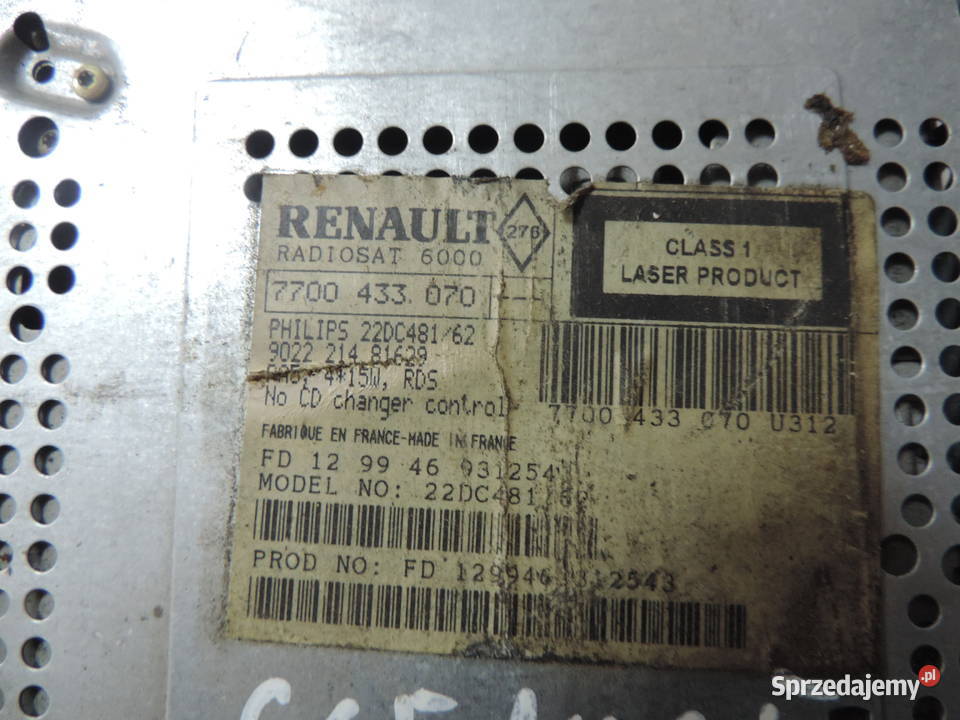 RENAULT 276
RADIOSAT 6000
7700 433 070 ---
PHILIPS 22DC481/62
9022 214 81629
4*15W, RDS
No CD changer control
FABRIQUE EN FRANCE-MADE IN FRANCE
FD 12 99 46 031254
MODEL NO: 22DC481
PROD NO: FD
CLASS 1
LASER PRODUCT
7700 433 070 U312
Sprzedajemy.pl